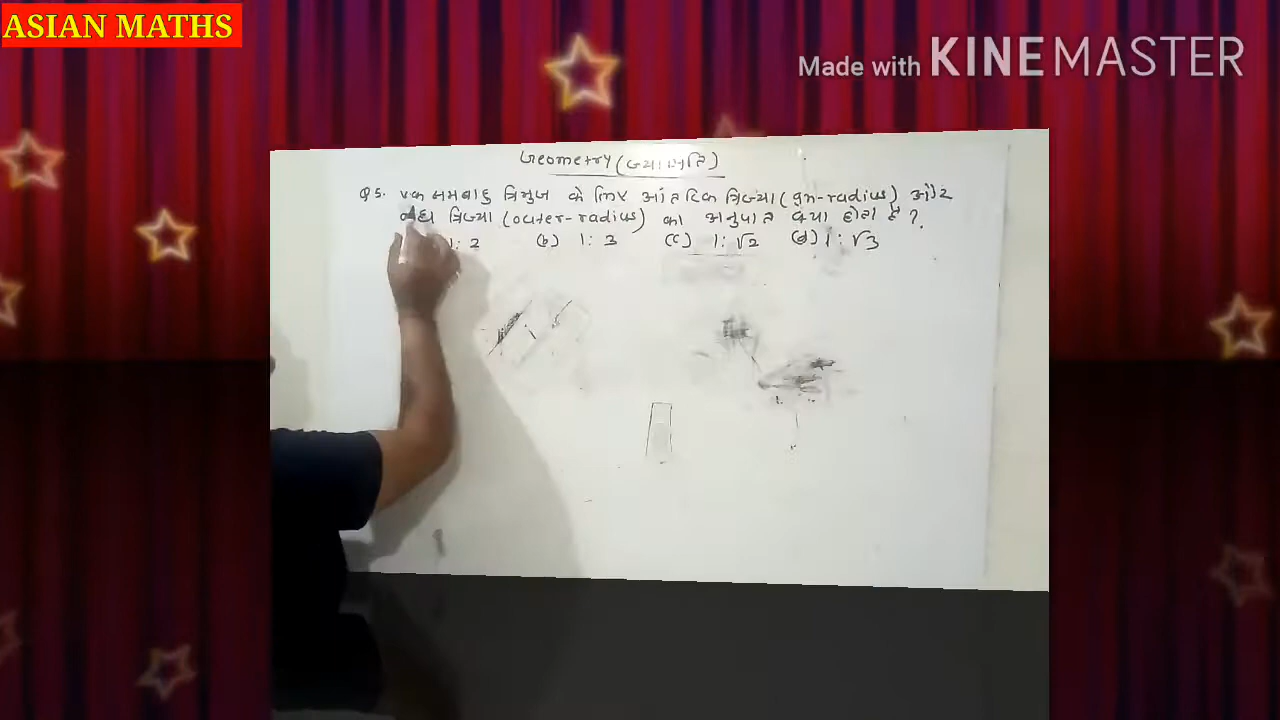 ASIAN MATHS
Made with KINEMASTER
Geometry (ज्यामिति)
Q5. एक समबाहु त्रिभुज के लिए आंतरिक त्रिज्या (In-radius) और
बाह्य त्रिज्या (outer-radius) का अनुपात क्या होता है ?
1: 2 (b) 1: 3 (c) 1: √2 (d) 1: √3